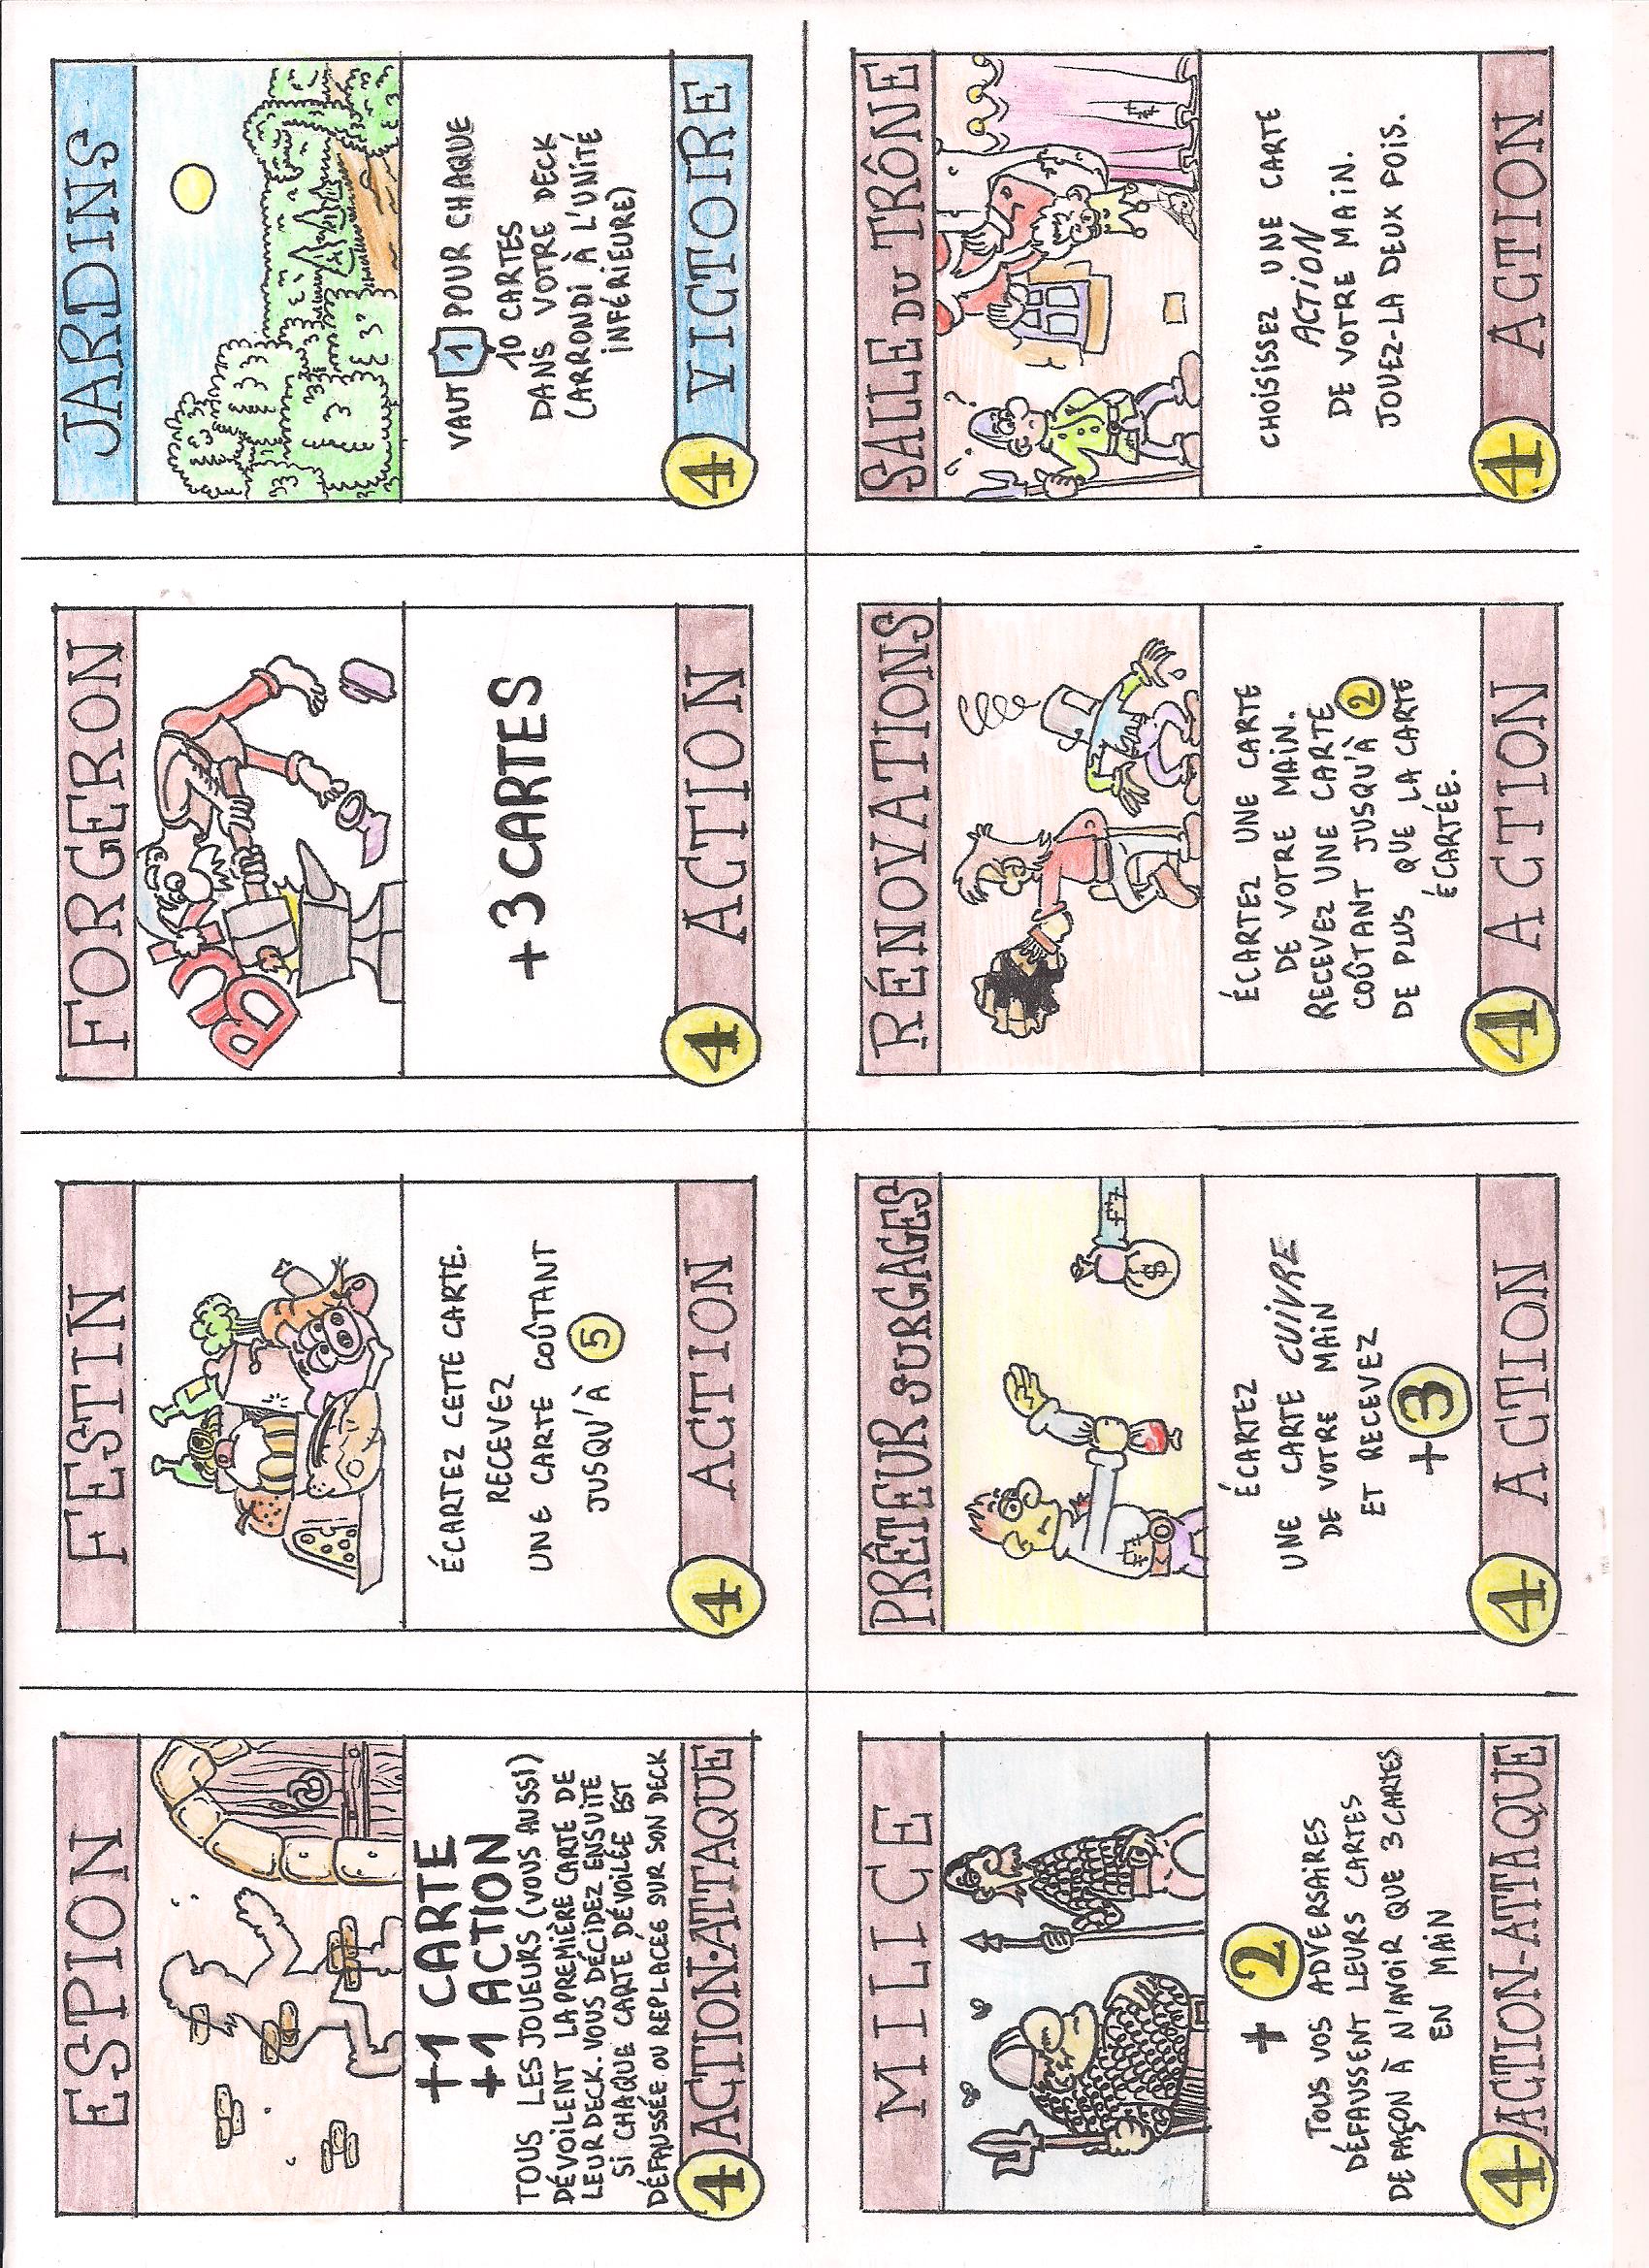 ESPION
+1 CARTE
+1 ACTION
TOUS LES JOUEURS (VOUS AUSSI)
DÉVOILENT LA PREMIÈRE CARTE DE
LEUR DECK. VOUS DÉCIDEZ ENSUITE
SI CHAQUE CARTE DÉVOILÉE EST
DÉFAUSSÉE OU REPLACÉE SUR SON DECK
4 ACTION-ATTAQUE
FESTIN
ÉCARTEZ CETTE CARTE.
RECEVEZ
UNE CARTE COÛTANT
JUSQU'À 5
4 ACTION
FORGERON
+3 CARTES
4 ACTION
JARDINS
VAUT 1 POUR CHAQUE
10 CARTES
DANS VOTRE DECK
(ARRONDI À L'UNITÉ
INFÉRIEURE)
4 VICTOIRE
MILICE
+ 2
TOUS VOS ADVERSAIRES
DÉFAUSSENT LEURS CARTES
DE FAÇON À N'AVOIR QUE 3 CARTES
EN MAIN
4 ACTION-ATTAQUE
PRÊTEUR SUR GAGES
$
ÉCARTEZ
UNE CARTE CUIVRE
DE VOTRE MAIN
ET RECEVEZ
+3
4 ACTION
RÉNOVATIONS
ÉCARTEZ UNE CARTE
DE VOTRE MAIN.
RECEVEZ UNE CARTE
COÛTANT JUSQU'À 2
DE PLUS QUE LA CARTE
ÉCARTÉE.
4 ACTION
SALLE DU TRÔNE
?
CHOISISSEZ UNE CARTE
ACTION
DE VOTRE MAIN.
JOUEZ-LA DEUX FOIS.
4 ACTION